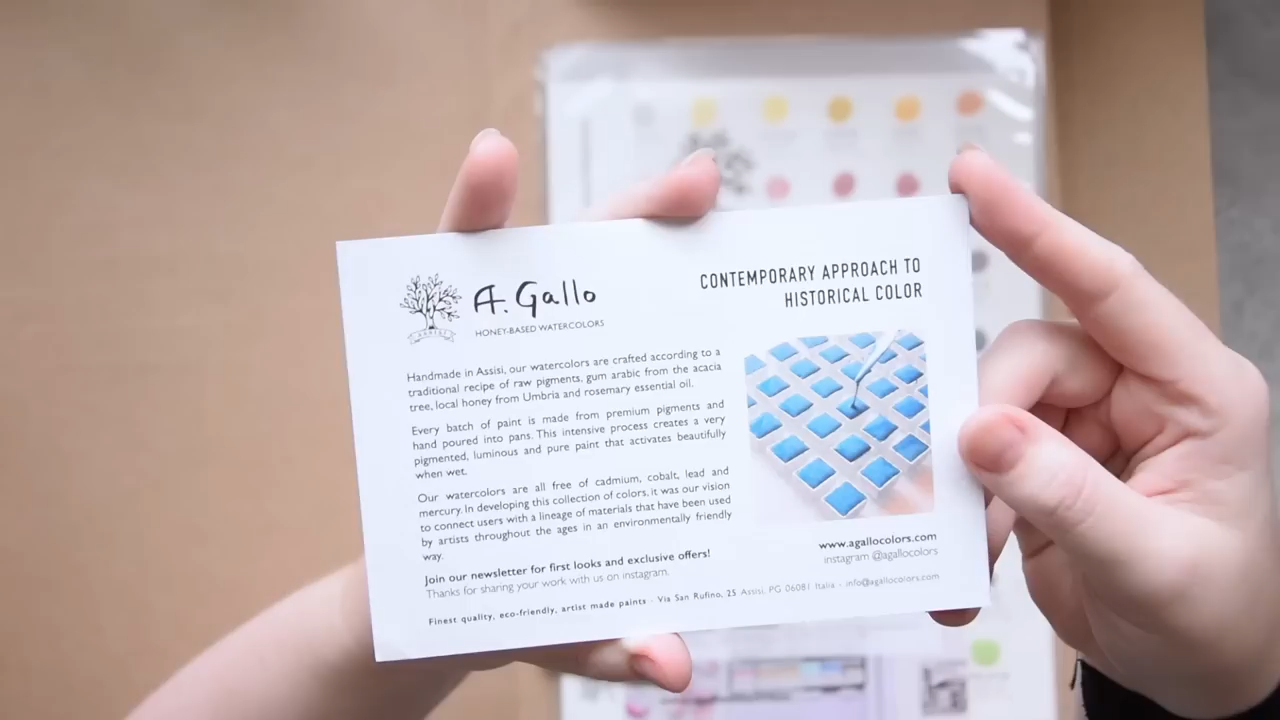 ASSISI
A. Gallo
HONEY-BASED WATERCOLORS
CONTEMPORARY APPROACH TO
HISTORICAL COLOR
Handmade in Assisi, our watercolors are crafted according to a
traditional recipe of raw pigments, gum arabic from the acacia
tree, local honey from Umbria and rosemary essential oil.
Every batch of paint is made from premium pigments and
hand poured into pans. This intensive process creates a very
pigmented, luminous and pure paint that activates beautifully
when wet.
Our watercolors are all free of cadmium, cobalt, lead and
mercury. In developing this collection of colors, it was our vision
to connect users with a lineage of materials that have been used
by artists throughout the ages in an environmentally friendly
way.
Join our newsletter for first looks and exclusive offers!
Thanks for sharing your work with us on instagram.
www.agallocolors.com
instagram @agallocolors
Finest quality, eco-friendly, artist made paints - Via San Rufino, 25 Assisi, PG 06081 Italia - info@agallocolors.com